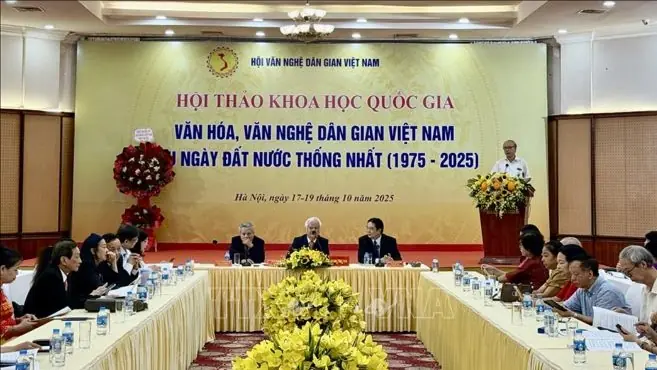 HỘI VĂN NGHỆ DÂN GIAN VIỆT NAM
HỘI THẢO KHOA HỌC QUỐC GIA
VĂN HÓA, VĂN NGHỆ DÂN GIAN VIỆT NAM
NGÀY ĐẤT NƯỚC THỐNG NHẤT (1975 - 2025)
Hà Nội, ngày 17-19 tháng 10 năm 2025